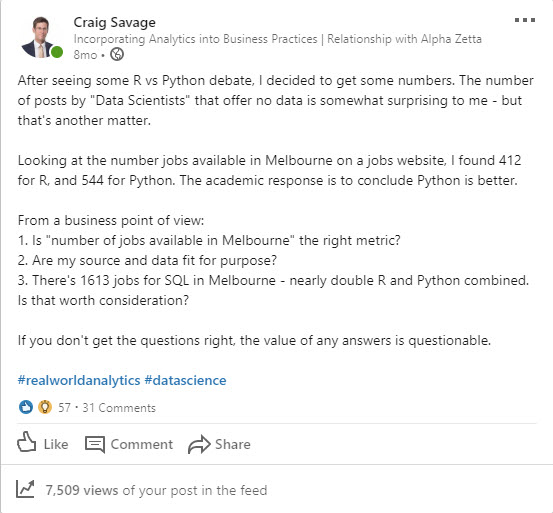 Craig Savage
Incorporating Analytics into Business Practices | Relationship with Alpha Zetta
8mo •
After seeing some R vs Python debate, I decided to get some numbers. The number
of posts by "Data Scientists" that offer no data is somewhat surprising to me - but
that's another matter.
Looking at the number jobs available in Melbourne on a jobs website, I found 412
for R, and 544 for Python. The academic response is to conclude Python is better.
From a business point of view:
1. Is "number of jobs available in Melbourne" the right metric?
2. Are my source and data fit for purpose?
3. There's 1613 jobs for SQL in Melbourne - nearly double R and Python combined.
Is that worth consideration?
If you don't get the questions right, the value of any answers is questionable.
#realworldanalytics #datascience
57 • 31 Comments
Like Comment Share
7,509 views of your post in the feed